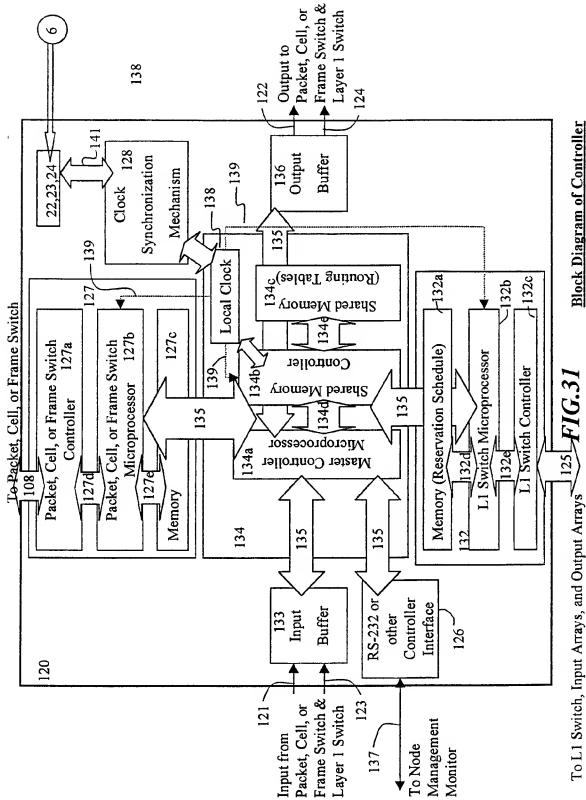 6
138
22,23,24
141
128
Clock
Synchronization
Mechanism
122
Output to
Packet, Cell, or
Frame Switch &
Layer 1 Switch
124
136
Output
Buffer
138
139
139
139
Local Clock
To Packet, Cell, or Frame Switch
108
127
Packet, Cell, or Frame Switch
Controller 127a
127d
Packet, Cell, or Frame Switch
Microprocessor 127b
127e
Memory 127c
120
134
134a
Master Controller
Microprocessor
134d
134b
Shared Memory
Controller
134e
134c
Shared Memory
(Routing Tables)
135
135
135
135
135
133
Input
Buffer
121
Input from
Packet, Cell, or
Frame Switch &
Layer 1 Switch
123
RS-232 or
other
Controller
Interface
126
137
To Node
Management
Monitor
132
Memory (Reservation Schedule)
132a
132d
L1 Switch Microprocessor
132b
132e
L1 Switch Controller
132c
125
To L1 Switch, Input Arrays, and Output Arrays
FIG.31
Block Diagram of Controller